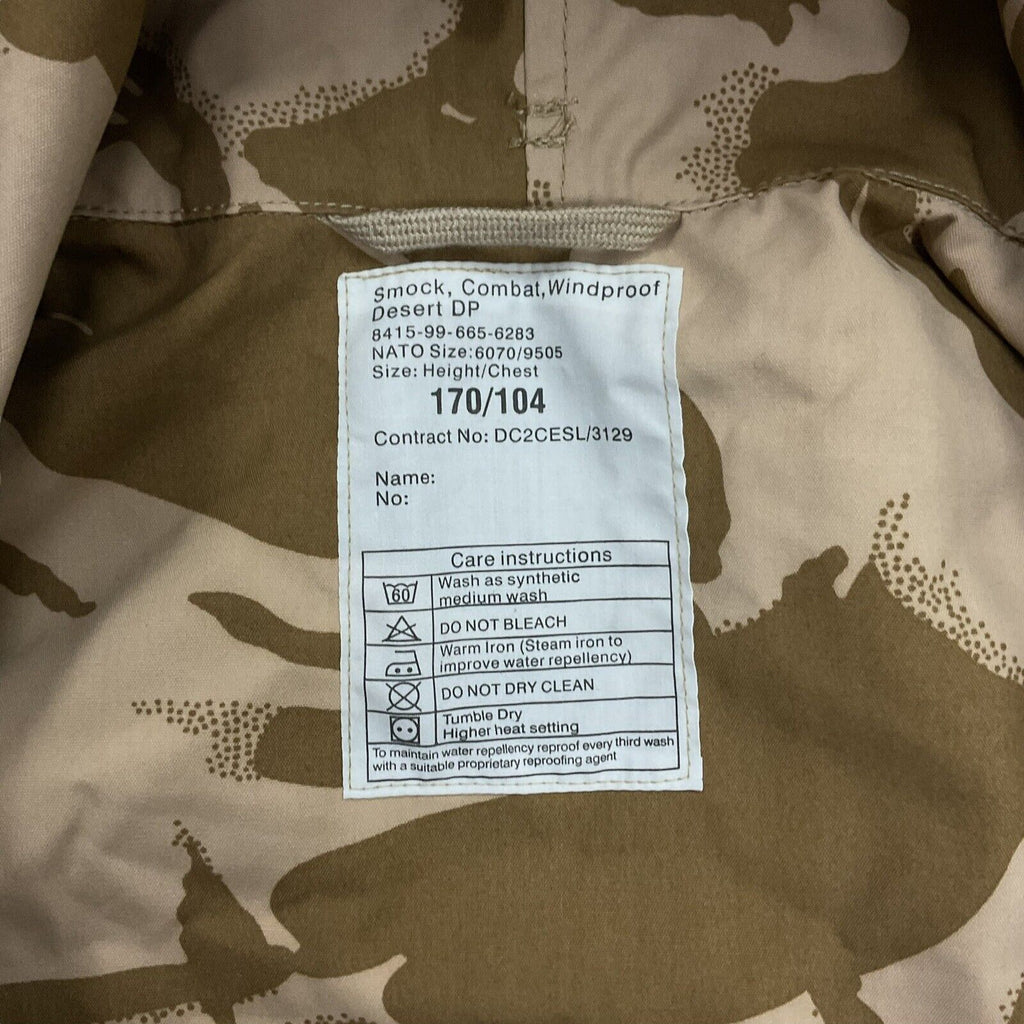 Smock, Combat,Windproof
Desert DP
8415-99-665-6283
NATO Size:6070/9505
Size: Height/Chest
170/104
Contract No: DC2CESL/3129
Name:
No:
Care instructions
60 Wash as synthetic
medium wash
DO NOT BLEACH
Warm Iron (Steam iron to
improve water repellency)
DO NOT DRY CLEAN
Tumble Dry
Higher heat setting
To maintain water repellency reproof every third wash
with a suitable proprietary reproofing agent